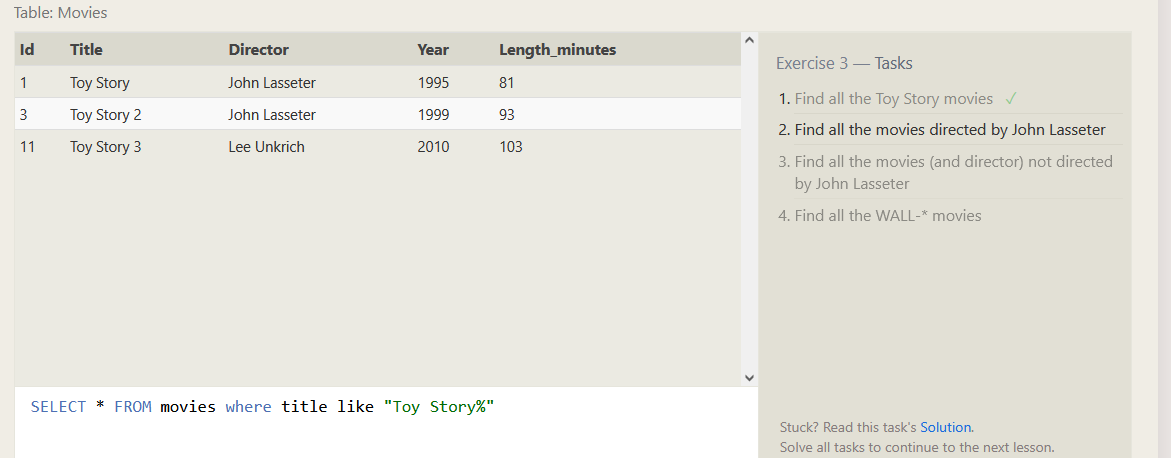 Table: Movies
Id Title Director Year Length_minutes
1 Toy Story John Lasseter 1995 81
3 Toy Story 2 John Lasseter 1999 93
11 Toy Story 3 Lee Unkrich 2010 103
SELECT * FROM movies where title like "Toy Story%"
Exercise 3 — Tasks
1. Find all the Toy Story movies ✓
2. Find all the movies directed by John Lasseter
3. Find all the movies (and director) not directed
by John Lasseter
4. Find all the WALL-* movies
Stuck? Read this task's Solution.
Solve all tasks to continue to the next lesson.